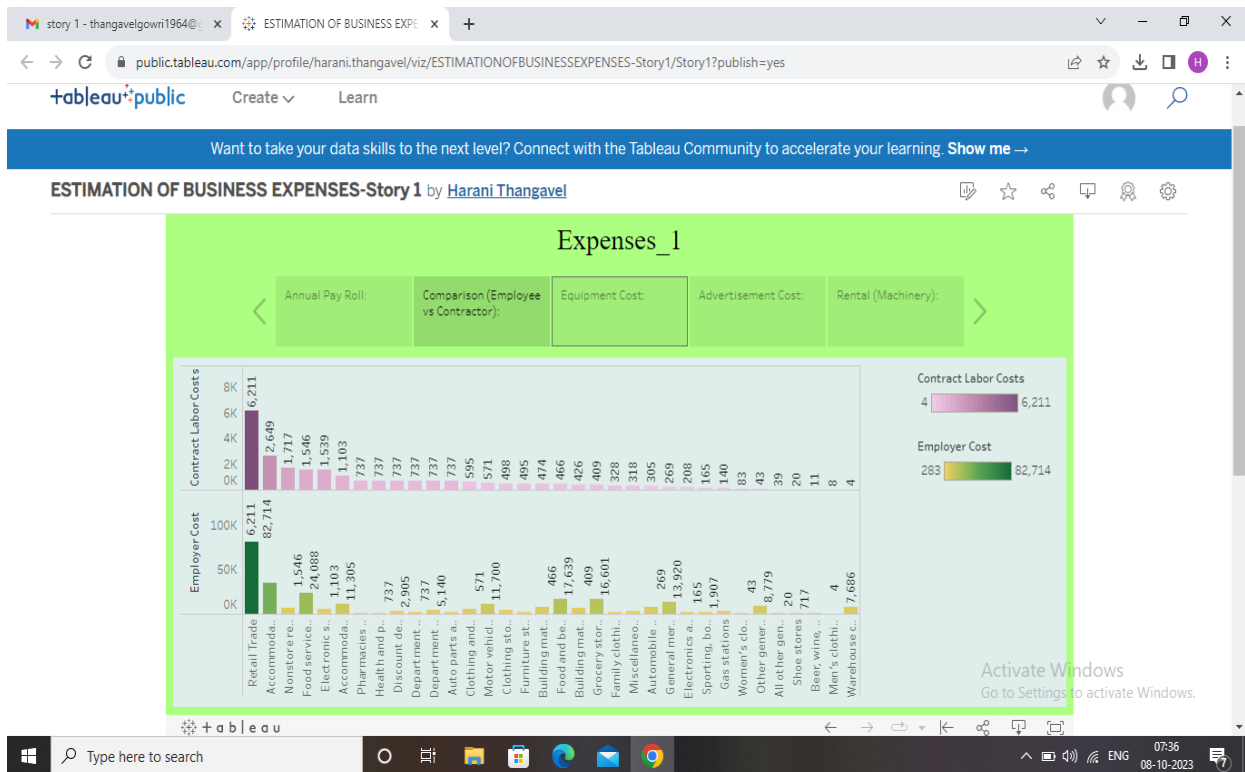 story 1 - thangavelgowri1964@g
ESTIMATION OF BUSINESS EXPE
public.tableau.com/app/profile/harani.thangavel/viz/ESTIMATIONOFBUSINESSEXPENSES-Story1/Story1?publish=yes
H
+ableau public
Create
Learn
Want to take your data skills to the next level? Connect with the Tableau Community to accelerate your learning. Show me →
ESTIMATION OF BUSINESS EXPENSES-Story 1 by Harani Thangavel
Expenses_1
Annual Pay Roll:
Comparison (Employee
vs Contractor):
Equipment Cost:
Advertisement Cost:
Rental (Machinery):
Contract Labor Costs
8K
6K
4K
2K
0K
6,211
2,649
1,717
1,546
1,539
1,103
737
737
737
737
737
737
595
571
498
495
474
466
426
409
328
318
305
269
208
165
140
83
43
39
20
11
8
4
Employer Cost
100K
50K
0K
6,211
82,714
1,546
24,088
1,103
11,305
737
2,905
737
5,140
571
11,700
466
17,639
409
16,601
269
13,920
165
1,907
43
8,779
20
717
4
7,686
Retail Trade
Accommoda..
Nonstore re..
Food service..
Electronic s..
Accommoda..
Pharmacies ..
Health and p..
Discount de..
Department ..
Department ..
Auto parts a..
Clothing and..
Motor vehicl..
Clothing sto..
Furniture st..
Building mat..
Food and be..
Building mat..
Grocery stor..
Family clothi..
Miscellaneo..
Automobile ..
General mer..
Electronics a..
Sporting, bo..
Gas stations
Women's clo..
Other gener..
All other gen..
Shoe stores
Beer, wine, ..
Men's clothi..
Warehouse c..
Contract Labor Costs
4 6,211
Employer Cost
283 82,714
Activate Windows
Go to Settings to activate Windows.
+ableau
Type here to search
ENG
07:36
08-10-2023
7